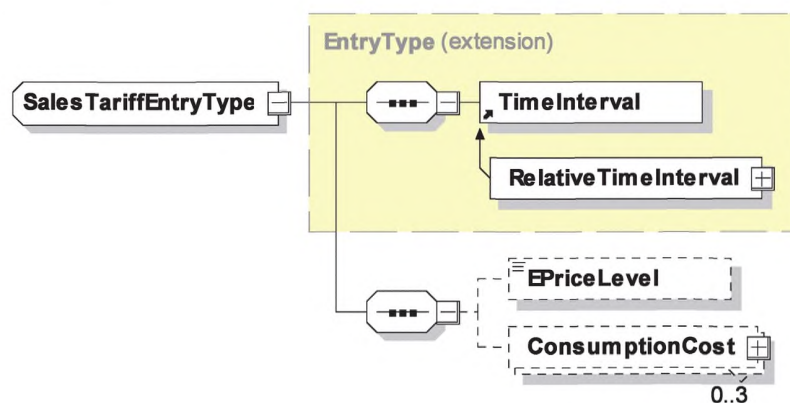 EntryType (extension)
SalesTariffEntryType
TimeInterval
RelativeTimeInterval
EPriceLevel
ConsumptionCost
0..3